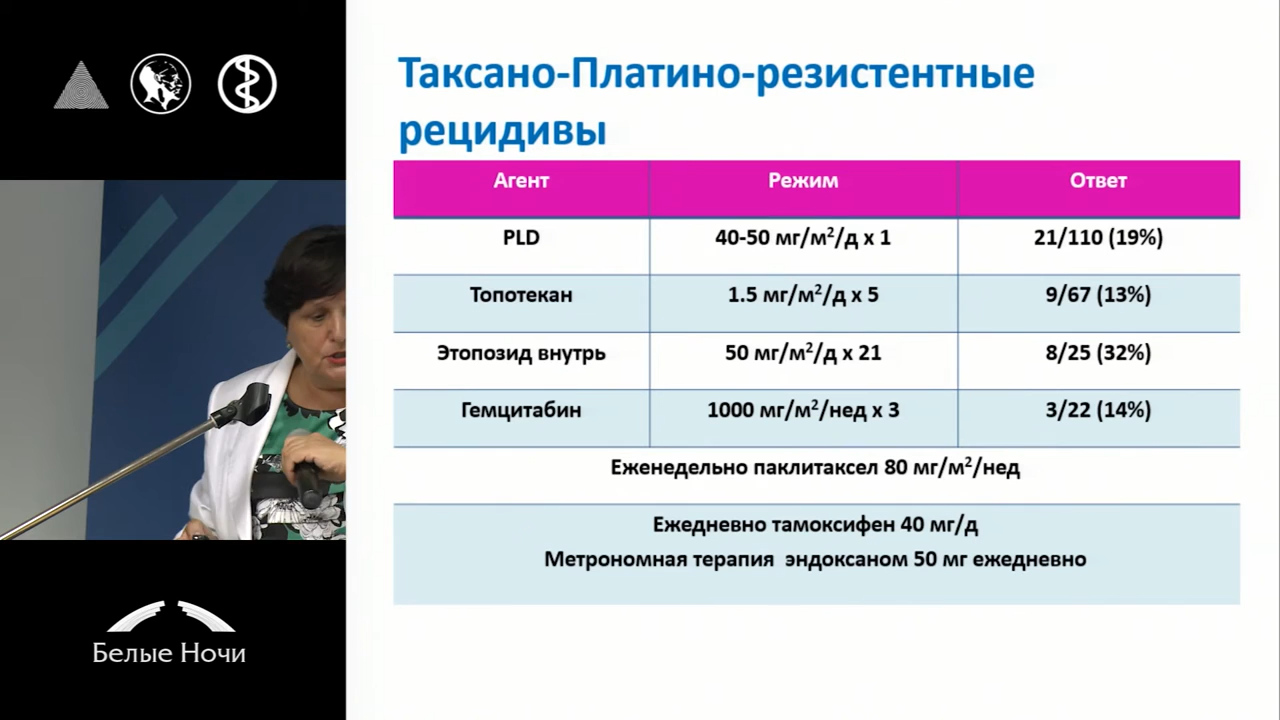 Таксано-Платино-резистентные
рецидивы
Агент Режим Ответ
PLD 40-50 мг/м²/д x 1 21/110 (19%)
Топотекан 1.5 мг/м²/д x 5 9/67 (13%)
Этопозид внутрь 50 мг/м²/д x 21 8/25 (32%)
Гемцитабин 1000 мг/м²/нед x 3 3/22 (14%)
Еженедельно паклитаксел 80 мг/м²/нед
Ежедневно тамоксифен 40 мг/д
Метрономная терапия эндоксаном 50 мг ежедневно
Белые Ночи